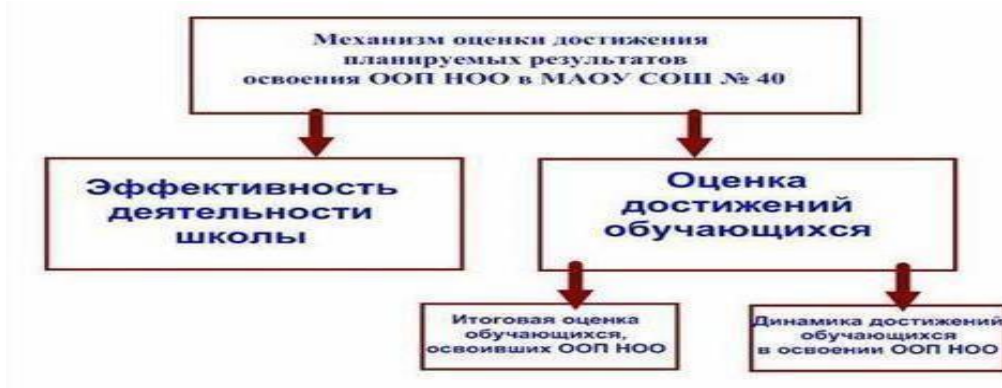 Механизм оценки достижения
планируемых результатов
освоения ООП НОО в МАОУ СОШ № 40
Эффективность
деятельности
школы
Оценка
достижений
обучающихся
Итоговая оценка
обучающихся,
освоивших ООП НОО
Динамика достижений
обучающихся
в освоении ООП НОО